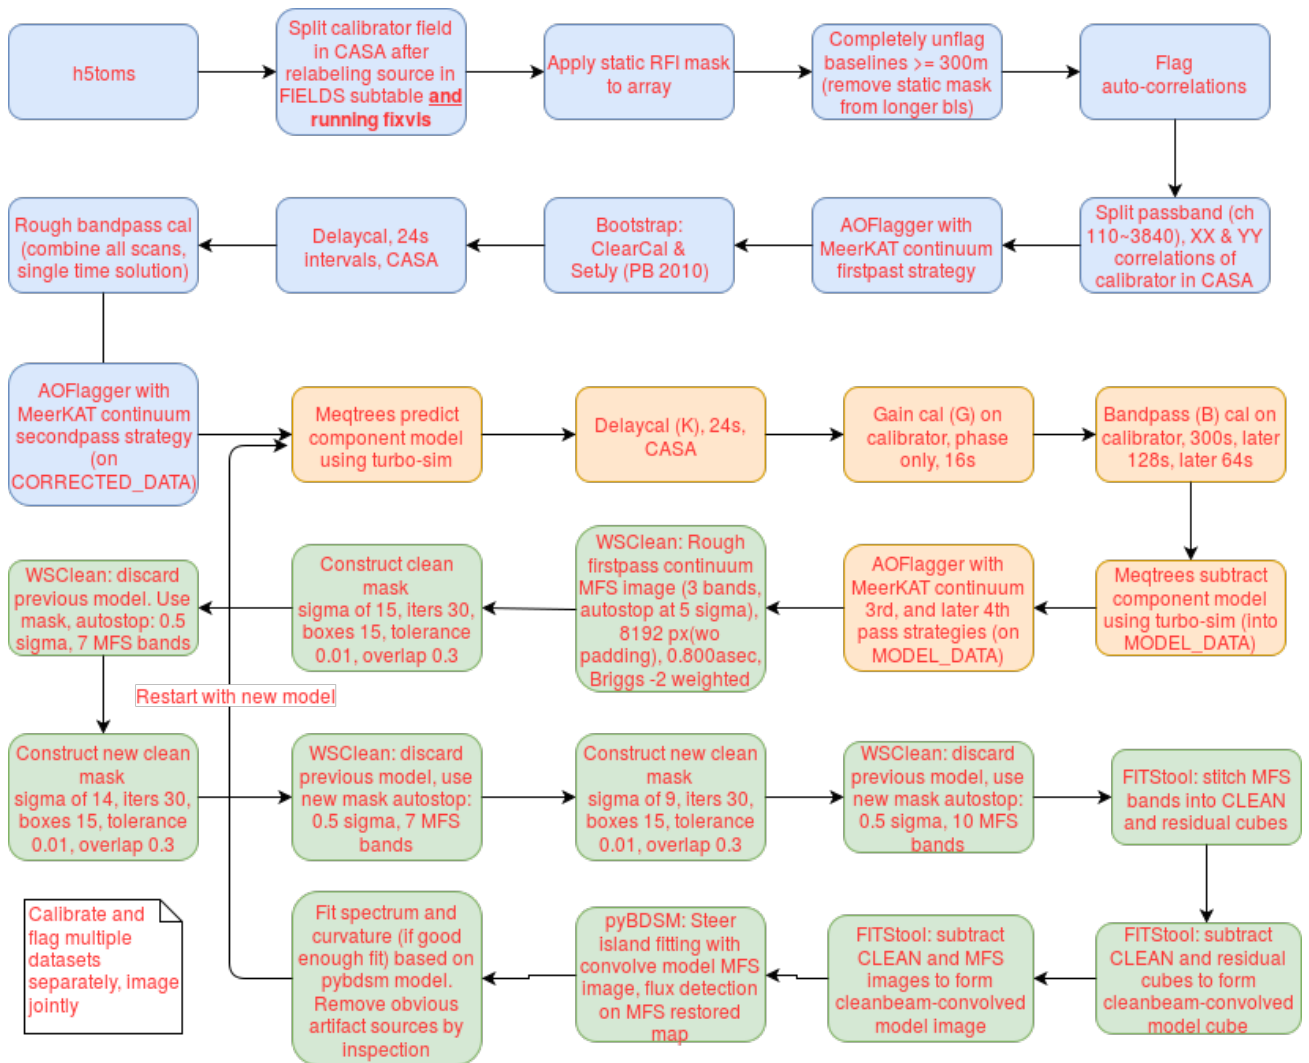 h5toms
Split calibrator field
in CASA after
relabeling source in
FIELDS subtable and
running fixvis
Apply static RFI mask
to array
Completely unflag
baselines >= 300m
(remove static mask
from longer bls)
Flag
auto-correlations
Rough bandpass cal
(combine all scans,
single time solution)
Delaycal, 24s
intervals, CASA
Bootstrap:
ClearCal &
SetJy (PB 2010)
AOFlagger with
MeerKAT continuum
firstpast strategy
Split passband (ch
110~3840), XX & YY
correlations of
calibrator in CASA
AOFlagger with
MeerKAT continuum
secondpass strategy
(on
CORRECTED_DATA)
Meqtrees predict
component model
using turbo-sim
Delaycal (K), 24s,
CASA
Gain cal (G) on
calibrator, phase
only, 16s
Bandpass (B) cal on
calibrator, 300s, later
128s, later 64s
WSClean: discard
previous model. Use
mask, autostop: 0.5
sigma, 7 MFS bands
Construct clean
mask
sigma of 15, iters 30,
boxes 15, tolerance
0.01, overlap 0.3
WSClean: Rough
firstpass continuum
MFS image (3 bands,
autostop at 5 sigma),
8192 px(wo
padding), 0.800asec,
Briggs -2 weighted
AOFlagger with
MeerKAT continuum
3rd, and later 4th
pass strategies (on
MODEL_DATA)
Meqtrees subtract
component model
using turbo-sim (into
MODEL_DATA)
Restart with new model
Construct new clean
mask
sigma of 14, iters 30,
boxes 15, tolerance
0.01, overlap 0.3
WSClean: discard
previous model, use
new mask autostop:
0.5 sigma, 7 MFS
bands
Construct new clean
mask
sigma of 9, iters 30,
boxes 15, tolerance
0.01, overlap 0.3
WSClean: discard
previous model, use
new mask autostop:
0.5 sigma, 10 MFS
bands
FITStool: stitch MFS
bands into CLEAN
and residual cubes
Calibrate and
flag multiple
datasets
separately, image
jointly
Fit spectrum and
curvature (if good
enough fit) based on
pybdsm model.
Remove obvious
artifact sources by
inspection
pyBDSM: Steer
island fitting with
convolve model MFS
image, flux detection
on MFS restored
map
FITStool: subtract
CLEAN and MFS
images to form
cleanbeam-convolved
model image
FITStool: subtract
CLEAN and residual
cubes to form
cleanbeam-convolved
model cube